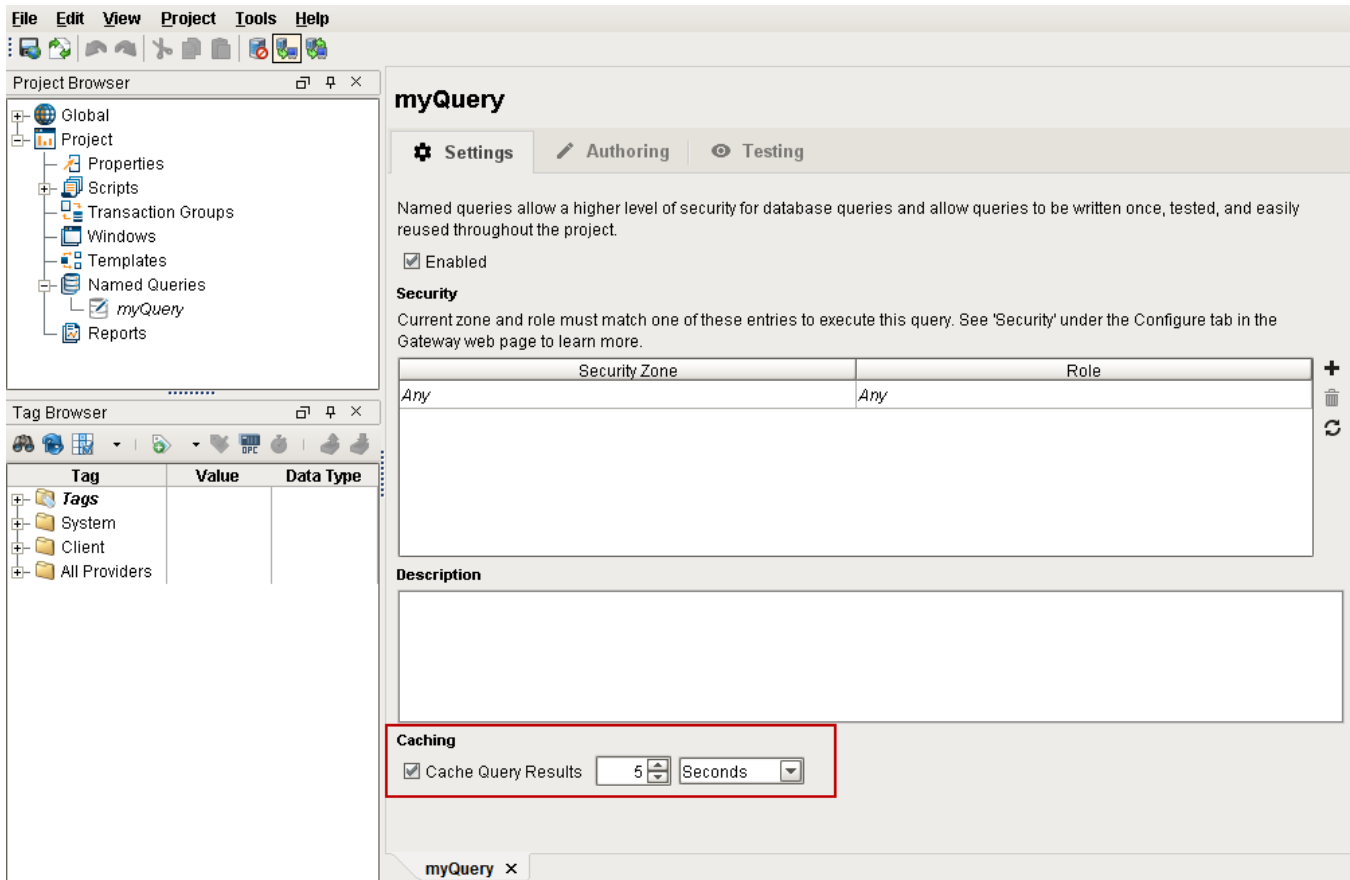 File Edit View Project Tools Help
Project Browser
Global
Project
Properties
Scripts
Transaction Groups
Windows
Templates
Named Queries
myQuery
Reports
Tag Browser
OPC
Tag Value Data Type
Tags
System
Client
All Providers
myQuery
Settings Authoring Testing
Named queries allow a higher level of security for database queries and allow queries to be written once, tested, and easily
reused throughout the project.
Enabled
Security
Current zone and role must match one of these entries to execute this query. See 'Security' under the Configure tab in the
Gateway web page to learn more.
Security Zone Role
Any Any
Description
Caching
Cache Query Results 5 Seconds
myQuery